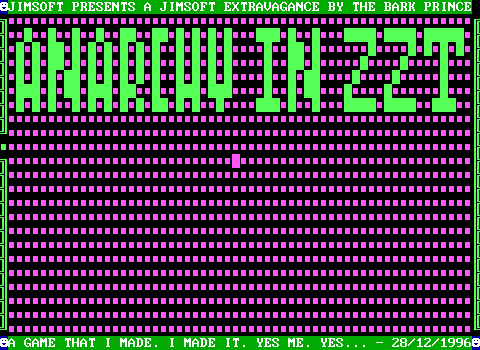 JIMSOFT PRESENTS A JIMSOFT EXTRAVAGANCE BY THE BARK PRINCE
ANARCHY IN ZZT
A GAME THAT I MADE. I MADE IT. YES ME. YES... - 28/12/1996